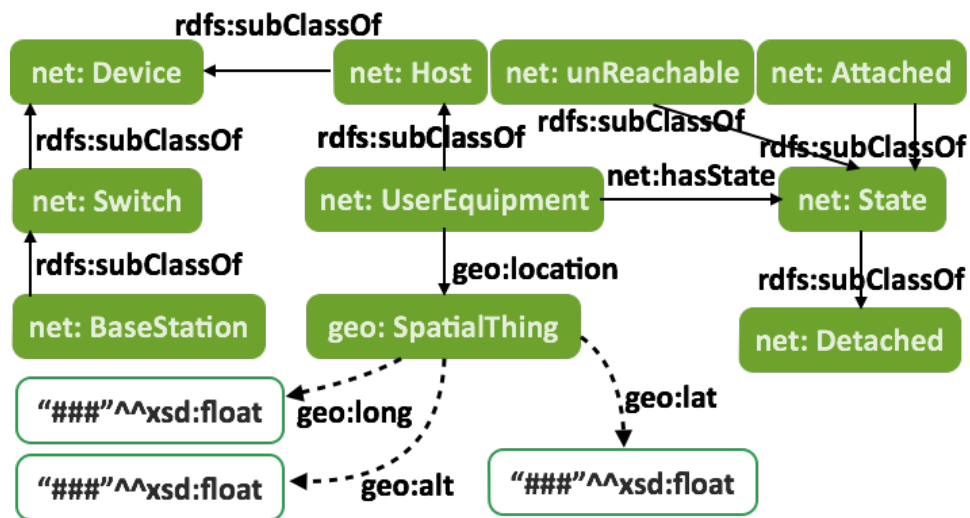 rdfs:subClassOf
net: Device
net: Host
net: unReachable
net: Attached
rdfs:subClassOf
rdfs:subClassOf
rdfs:subClassOf
rdfs:subClassOf
net:hasState
net: Switch
net: UserEquipment
net: State
rdfs:subClassOf
geo:location
rdfs:subClassOf
net: BaseStation
geo: SpatialThing
net: Detached
“###”^^xsd:float
geo:long
geo:lat
“###”^^xsd:float
geo:alt
“###”^^xsd:float